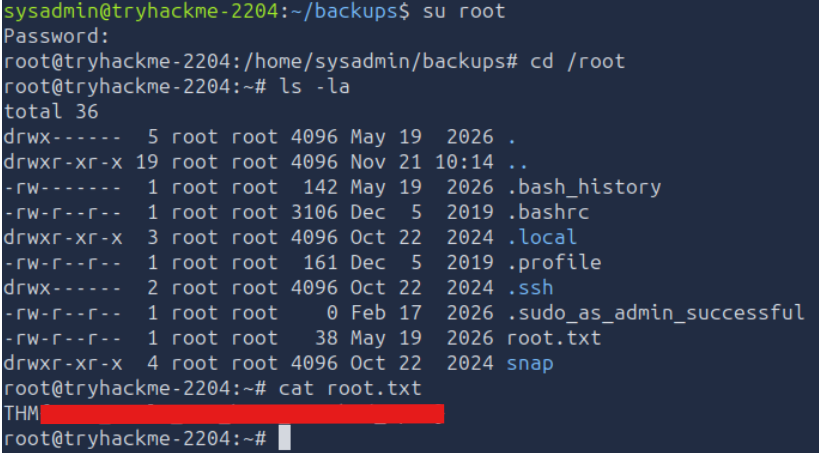 sysadmin@tryhackme-2204:~/backups$ su root
Password:
root@tryhackme-2204:/home/sysadmin/backups# cd /root
root@tryhackme-2204:~# ls -la
total 36
drwx------  5 root root 4096 May 19  2026 .
drwxr-xr-x 19 root root 4096 Nov 21 10:14 ..
-rw-------  1 root root  142 May 19  2026 .bash_history
-rw-r--r--  1 root root 3106 Dec  5  2019 .bashrc
drwxr-xr-x  3 root root 4096 Oct 22  2024 .local
-rw-r--r--  1 root root  161 Dec  5  2019 .profile
drwx------  2 root root 4096 Oct 22  2024 .ssh
-rw-r--r--  1 root root    0 Feb 17  2026 .sudo_as_admin_successful
-rw-r--r--  1 root root   38 May 19  2026 root.txt
drwxr-xr-x  4 root root 4096 Oct 22  2024 snap
root@tryhackme-2204:~# cat root.txt
THM
root@tryhackme-2204:~#